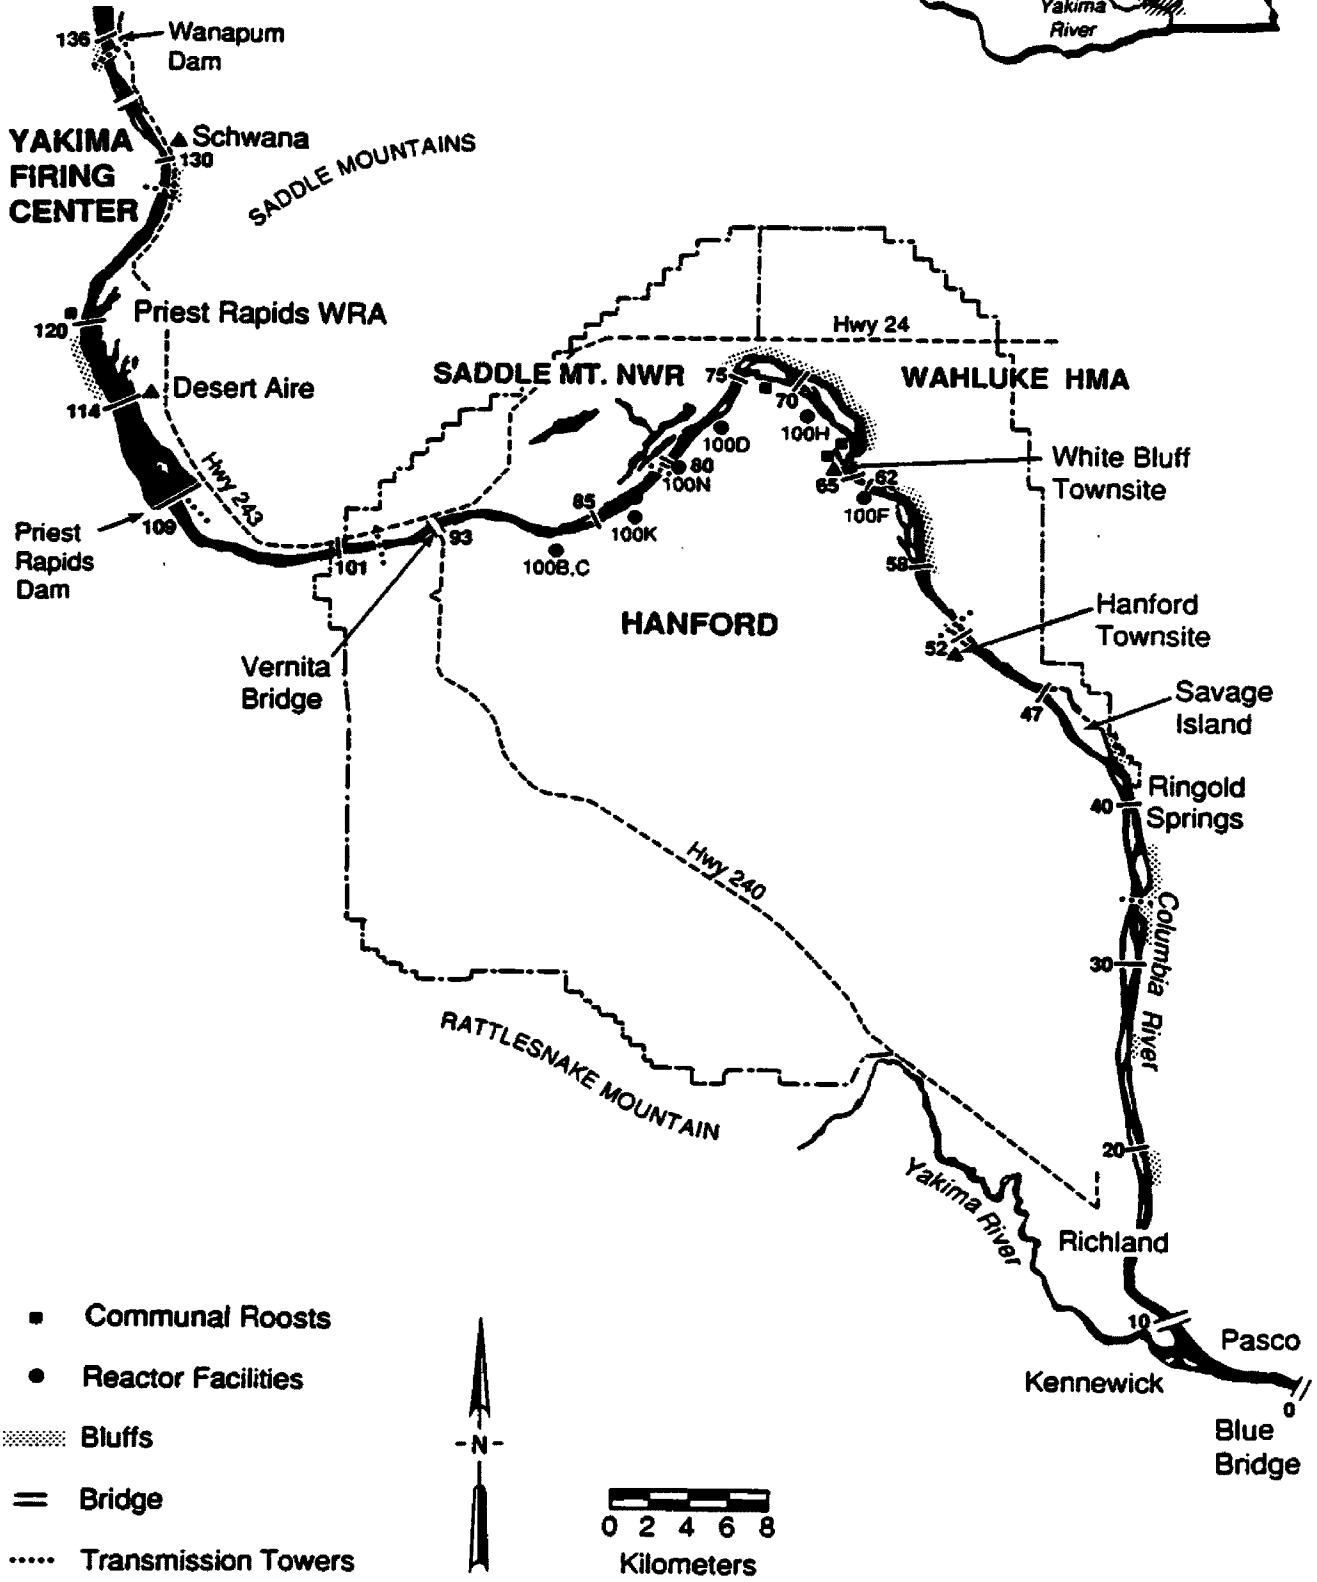 Yakima
River
136
Wanapum
Dam
YAKIMA
FIRING
CENTER
Schwana
130
SADDLE MOUNTAINS
Priest Rapids WRA
120
Hwy 24
SADDLE MT. NWR
75
WAHLUKE HMA
Desert Aire
114
70
100D
100H
Hwy 243
80
100N
White Bluff
Townsite
65
62
109
85
100F
Priest
Rapids
Dam
93
100K
101
100B,C
58
HANFORD
Hanford
Townsite
52
Vernita
Bridge
Savage
Island
47
Ringold
Springs
40
Hwy 240
Columbia River
30
RATTLESNAKE MOUNTAIN
20
Yakima River
Richland
10
Pasco
Kennewick
0
Blue
Bridge
Communal Roosts
Reactor Facilities
Bluffs
Bridge
Transmission Towers
N
0 2 4 6 8
Kilometers